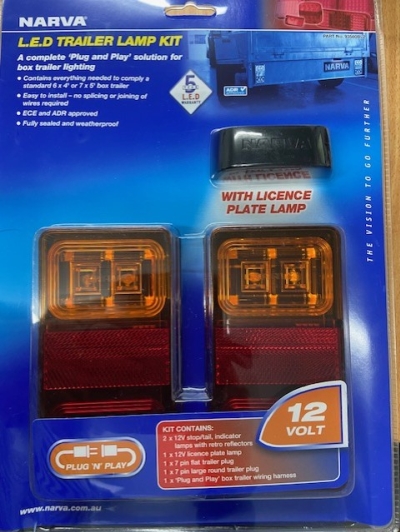 NARVA
L.E.D TRAILER LAMP KIT
A complete 'Plug and Play' solution for
box trailer lighting
• Contains everything needed to comply a
standard 6 x 4' or 7 x 5' box trailer
• Easy to install – no splicing or joining of
wires required
• ECE and ADR approved
• Fully sealed and weatherproof
5
L.E.D
WARRANTY
ADR
NARVA
NARVA
WITH LICENCE
PLATE LAMP
THE VISION TO GO FURTHER
PLUG 'N' PLAY
KIT CONTAINS:
2 x 12V stop/tail, indicator
lamps with retro reflectors
1 x 12V licence plate lamp
1 x 7 pin flat trailer plug
1 x 7 pin large round trailer plug
1 x 'Plug and Play' box trailer wiring harness
12
VOLT
www.narva.com.au